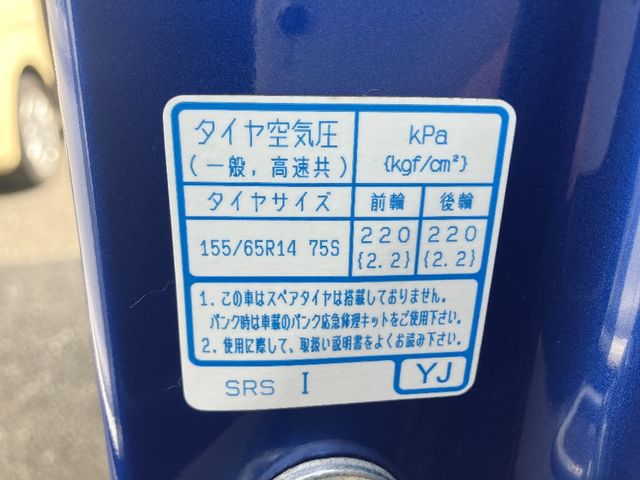 タイヤ空気圧
(一般，高速共)
kPa
{kgf/cm²}
タイヤサイズ 前輪 後輪
155/65R14 75S 220 220
{2.2} {2.2}
1. この車はスペアタイヤは搭載しておりません。
パンク時は車載のパンク応急修理キットをご使用下さい。
2. 使用に際して、取扱い説明書をよくお読み下さい。
SRS I YJ